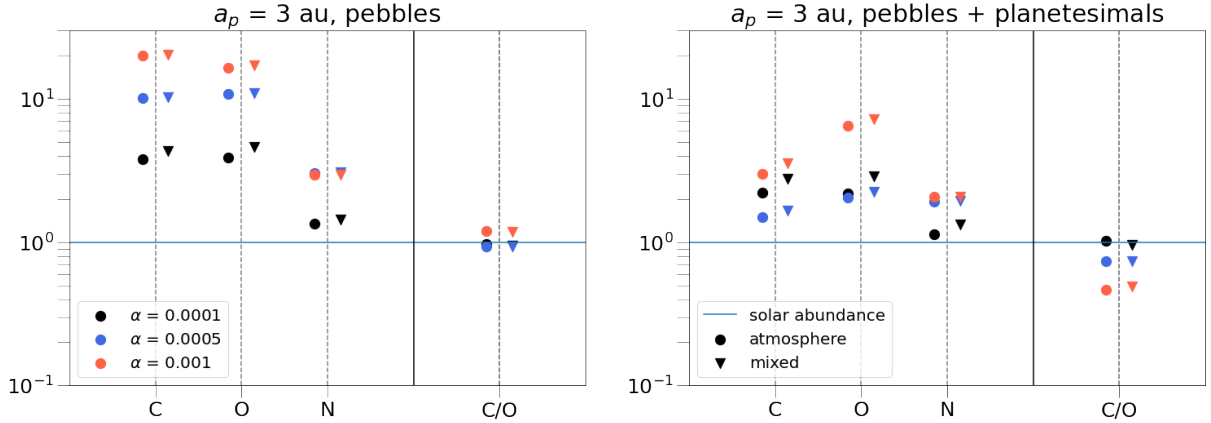 a_p = 3 au, pebbles
10^1
10^0
10^{-1}
α = 0.0001
α = 0.0005
α = 0.001
C O N C/O
a_p = 3 au, pebbles + planetesimals
10^1
10^0
10^{-1}
solar abundance
atmosphere
mixed
C O N C/O